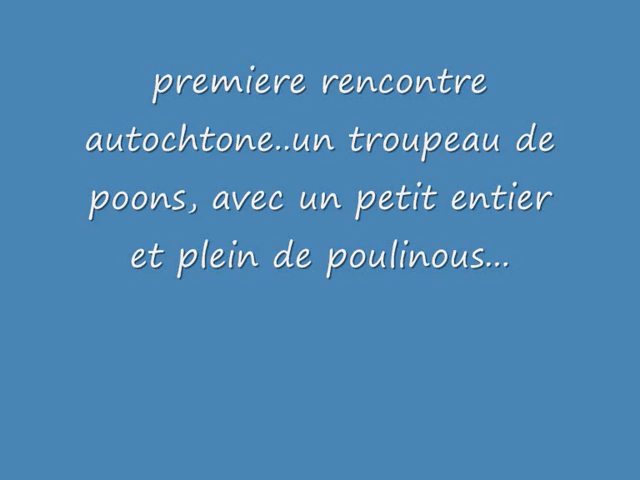 premiere rencontre
autochtone..un troupeau de
poons, avec un petit entier
et plein de poulinous...